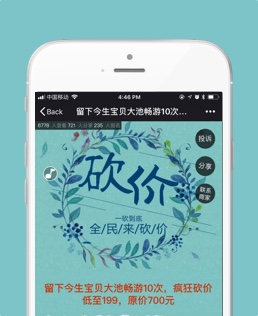 中国移动
4:46 PM
Back
留下今生宝贝大池畅游10次...
6776 人查看 721 人分享 235 人报名
投诉
分享
联系
商家
砍价
一砍到底
全/民/来/砍/价
留下今生宝贝大池畅游10次，疯狂砍价
低至199，原价700元